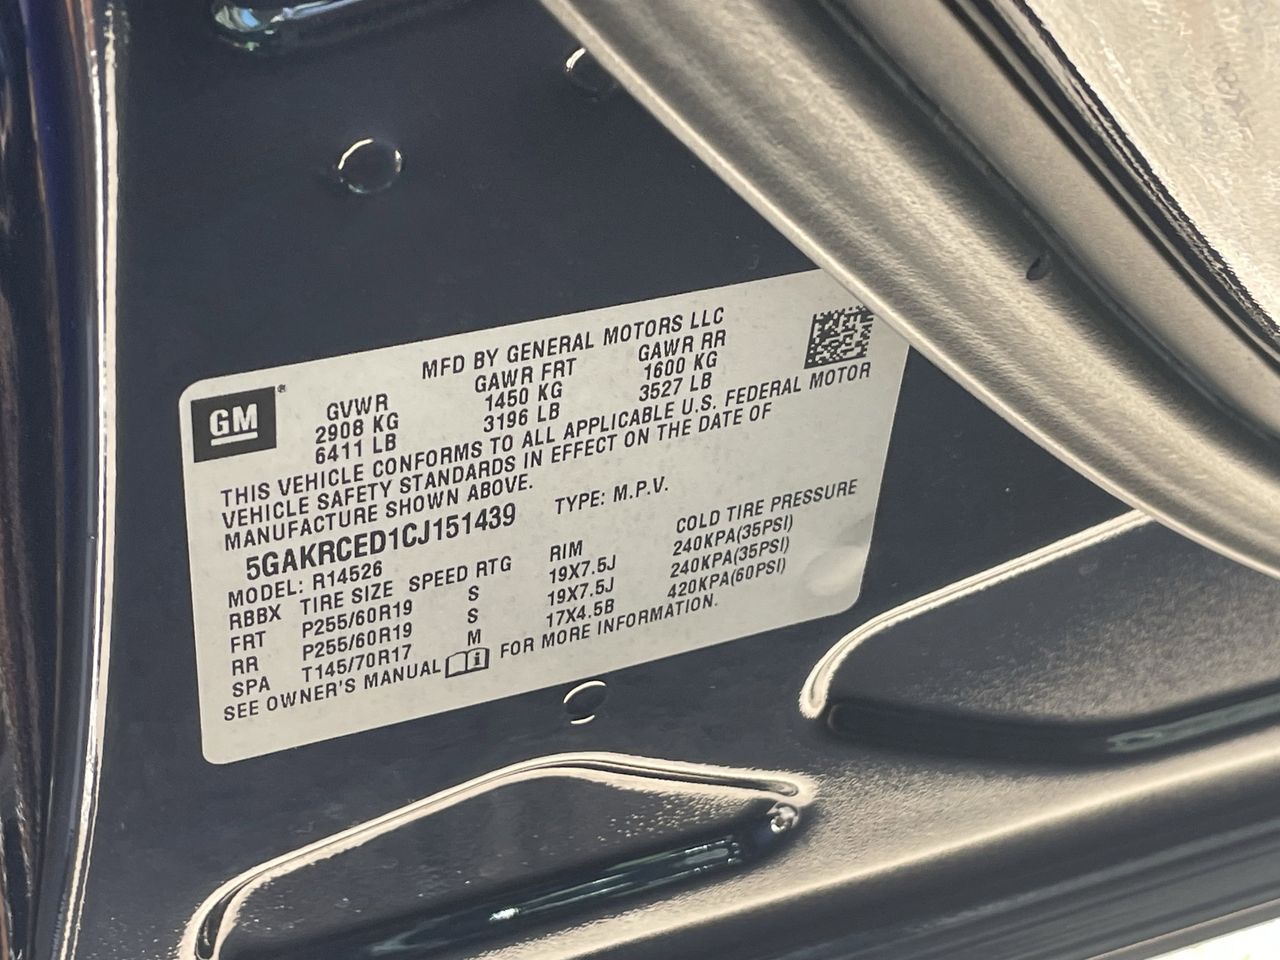 MFD BY GENERAL MOTORS LLC
GM®
GVWR GAWR FRT GAWR RR
2908 KG 1450 KG 1600 KG
6411 LB 3196 LB 3527 LB
THIS VEHICLE CONFORMS TO ALL APPLICABLE U.S. FEDERAL MOTOR
VEHICLE SAFETY STANDARDS IN EFFECT ON THE DATE OF
MANUFACTURE SHOWN ABOVE.
5GAKRCED1CJ151439 TYPE: M.P.V.
MODEL: R14526
RBBX TIRE SIZE SPEED RTG RIM COLD TIRE PRESSURE
FRT P255/60R19 S 19X7.5J 240KPA(35PSI)
RR P255/60R19 S 19X7.5J 240KPA(35PSI)
SPA T145/70R17 M 17X4.5B 420KPA(60PSI)
SEE OWNER'S MANUAL FOR MORE INFORMATION.